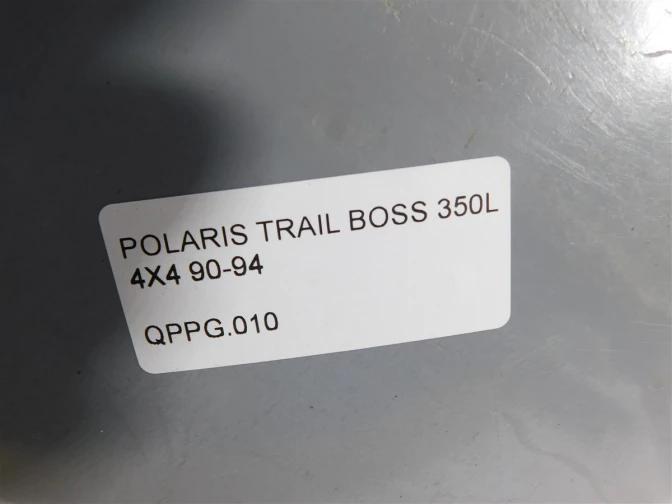 POLARIS TRAIL BOSS 350L
4X4 90-94
QPPG.010